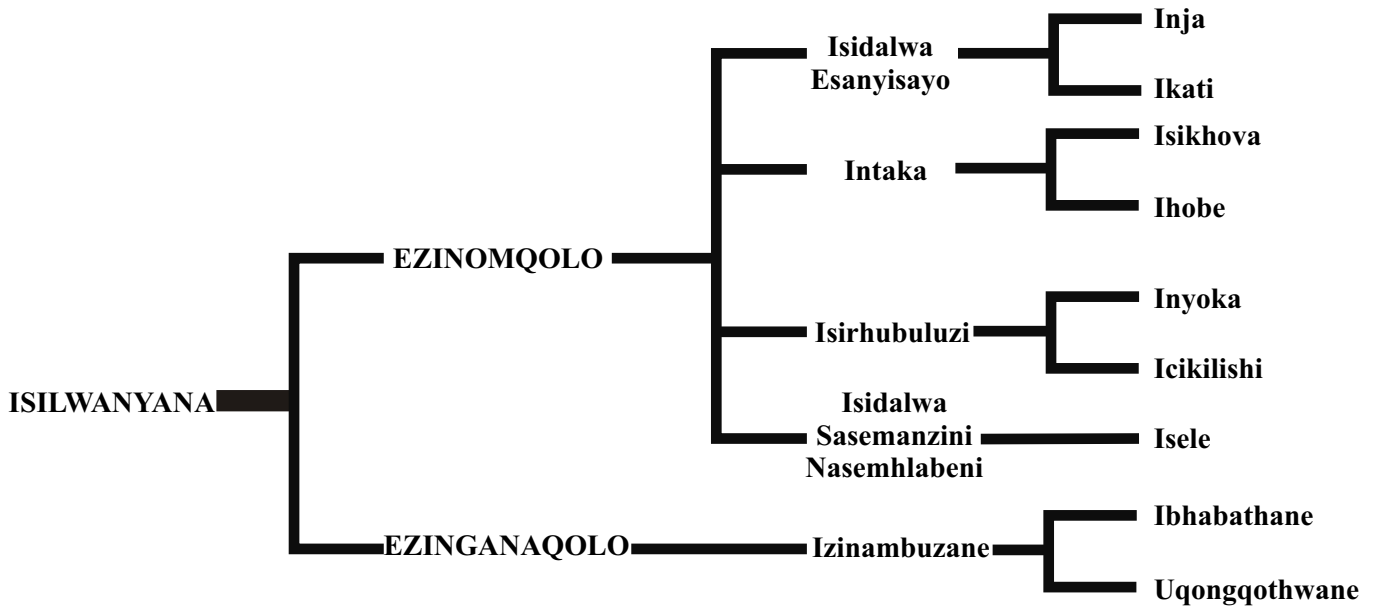 Inja
Isidalwa
Esanyisayo
Ikati
Isikhova
Intaka
Ihobe
EZINOMQOLO
Inyoka
Isirhubuluzi
Icikilishi
ISILWANYANA
Isidalwa
Sasemanzini
Nasemhlabeni
Isele
Ibhabathane
EZINGANAQOLO
Izinambuzane
Uqongqothwane